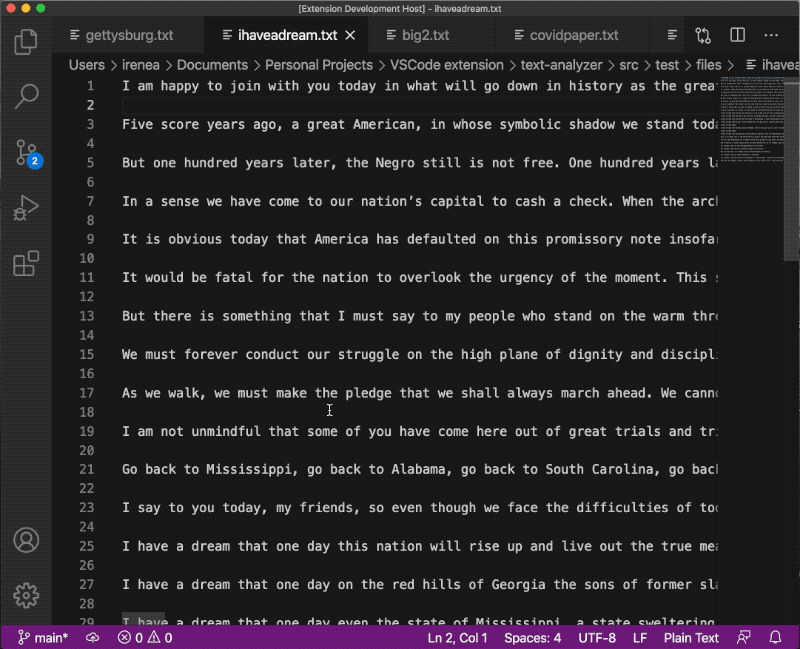 [Extension Development Host] - ihaveadream.txt
gettysburg.txt
ihaveadream.txt
big2.txt
covidpaper.txt
Users > irenea > Documents > Personal Projects > VSCode extension > text-analyzer > src > test > files > ihavea
1 I am happy to join with you today in what will go down in history as the grea
2
3 Five score years ago, a great American, in whose symbolic shadow we stand tod
4
5 But one hundred years later, the Negro still is not free. One hundred years l
6
7 In a sense we have come to our nation’s capital to cash a check. When the arc
8
9 It is obvious today that America has defaulted on this promissory note insofa
10
11 It would be fatal for the nation to overlook the urgency of the moment. This s
12
13 But there is something that I must say to my people who stand on the warm thr
14
15 We must forever conduct our struggle on the high plane of dignity and discipl
16
17 As we walk, we must make the pledge that we shall always march ahead. We canno
18
19 I am not unmindful that some of you have come here out of great trials and tr
20
21 Go back to Mississippi, go back to Alabama, go back to South Carolina, go back
22
23 I say to you today, my friends, so even though we face the difficulties of to
24
25 I have a dream that one day this nation will rise up and live out the true mea
26
27 I have a dream that one day on the red hills of Georgia the sons of former sla
28
29 I have a dream that one day even the state of Mississippi, a state sweltering
2
main* 0 0 Ln 2, Col 1 Spaces: 4 UTF-8 LF Plain Text